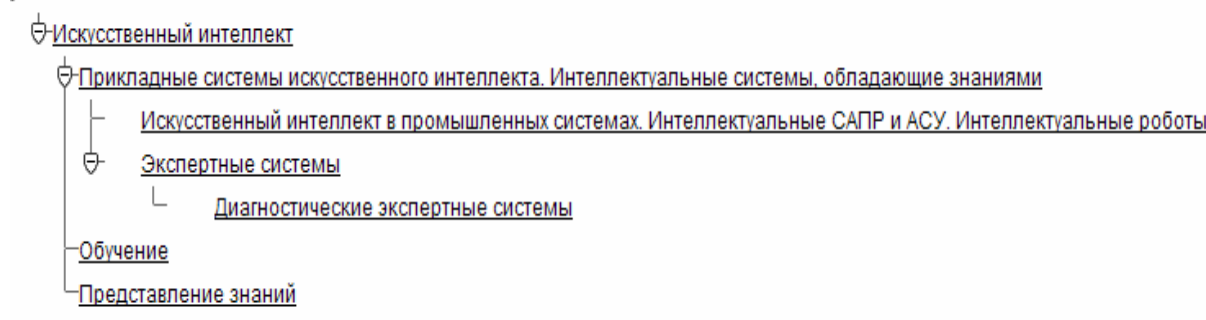 Искусственный интеллект
Прикладные системы искусственного интеллекта. Интеллектуальные системы, обладающие знаниями
Искусственный интеллект в промышленных системах. Интеллектуальные САПР и АСУ. Интеллектуальные роботы
Экспертные системы
Диагностические экспертные системы
Обучение
Представление знаний